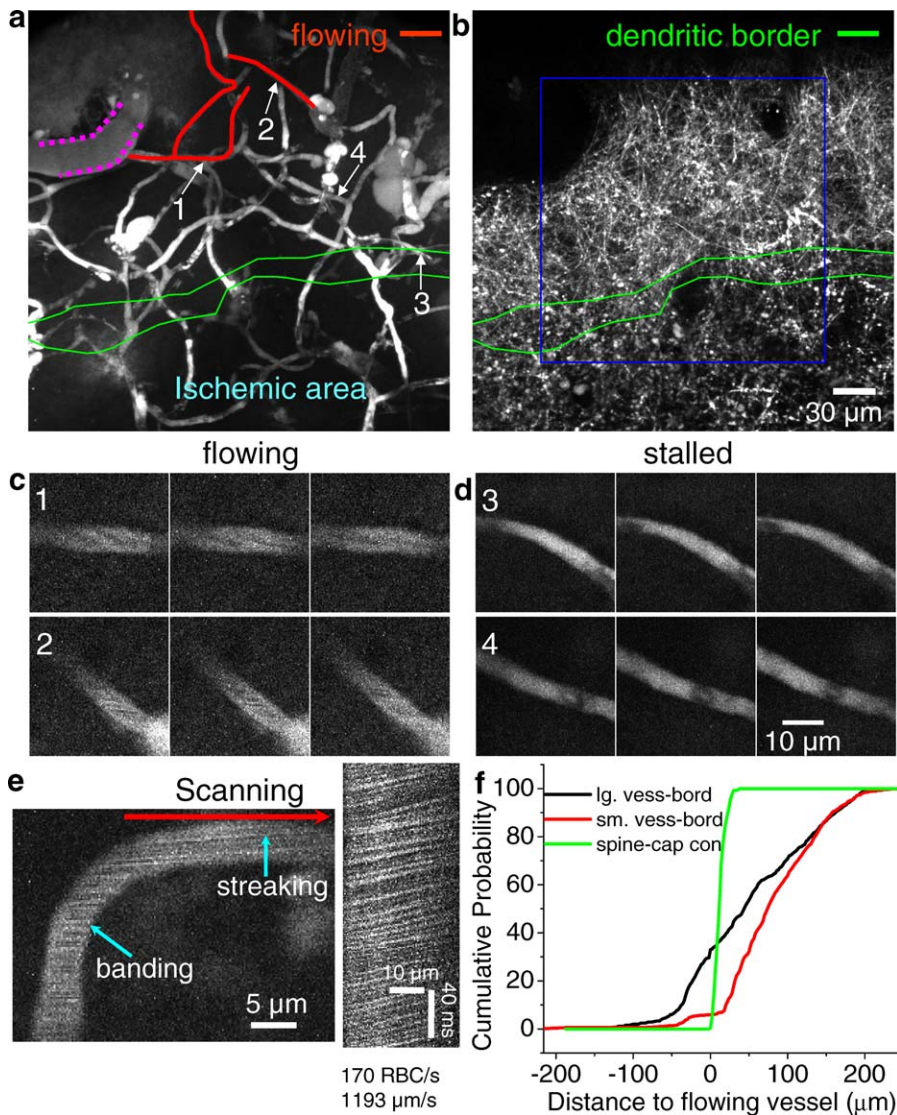 a
flowing
1
2
3
4
Ischemic area
b
dendritic border
30 µm
flowing
stalled
c
1
2
d
3
4
10 µm
e
Scanning
streaking
banding
5 µm
10 µm
40 ms
170 RBC/s
1193 µm/s
f
lg. vess-bord
sm. vess-bord
spine-cap con
Cumulative Probability
100
80
60
40
20
0
-200
-100
0
100
200
Distance to flowing vessel (µm)